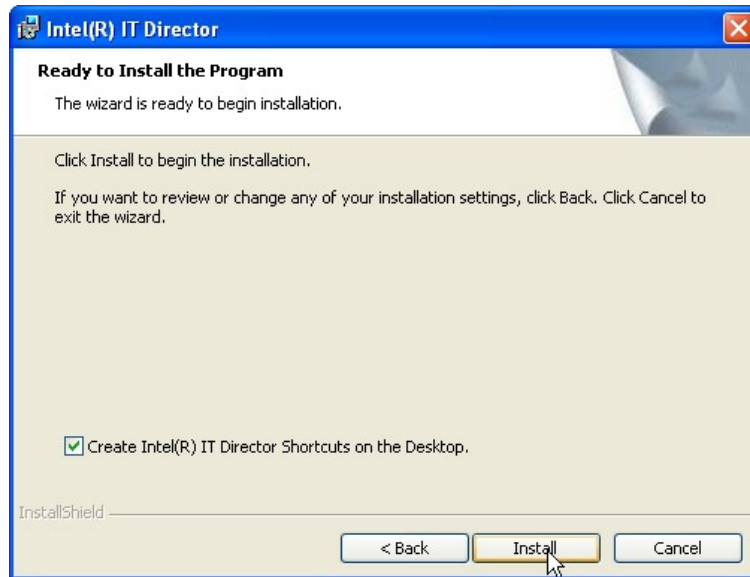 Intel(R) IT Director
Ready to Install the Program
The wizard is ready to begin installation.
Click Install to begin the installation.
If you want to review or change any of your installation settings, click Back. Click Cancel to
exit the wizard.
Create Intel(R) IT Director Shortcuts on the Desktop.
InstallShield
< Back
Install
Cancel